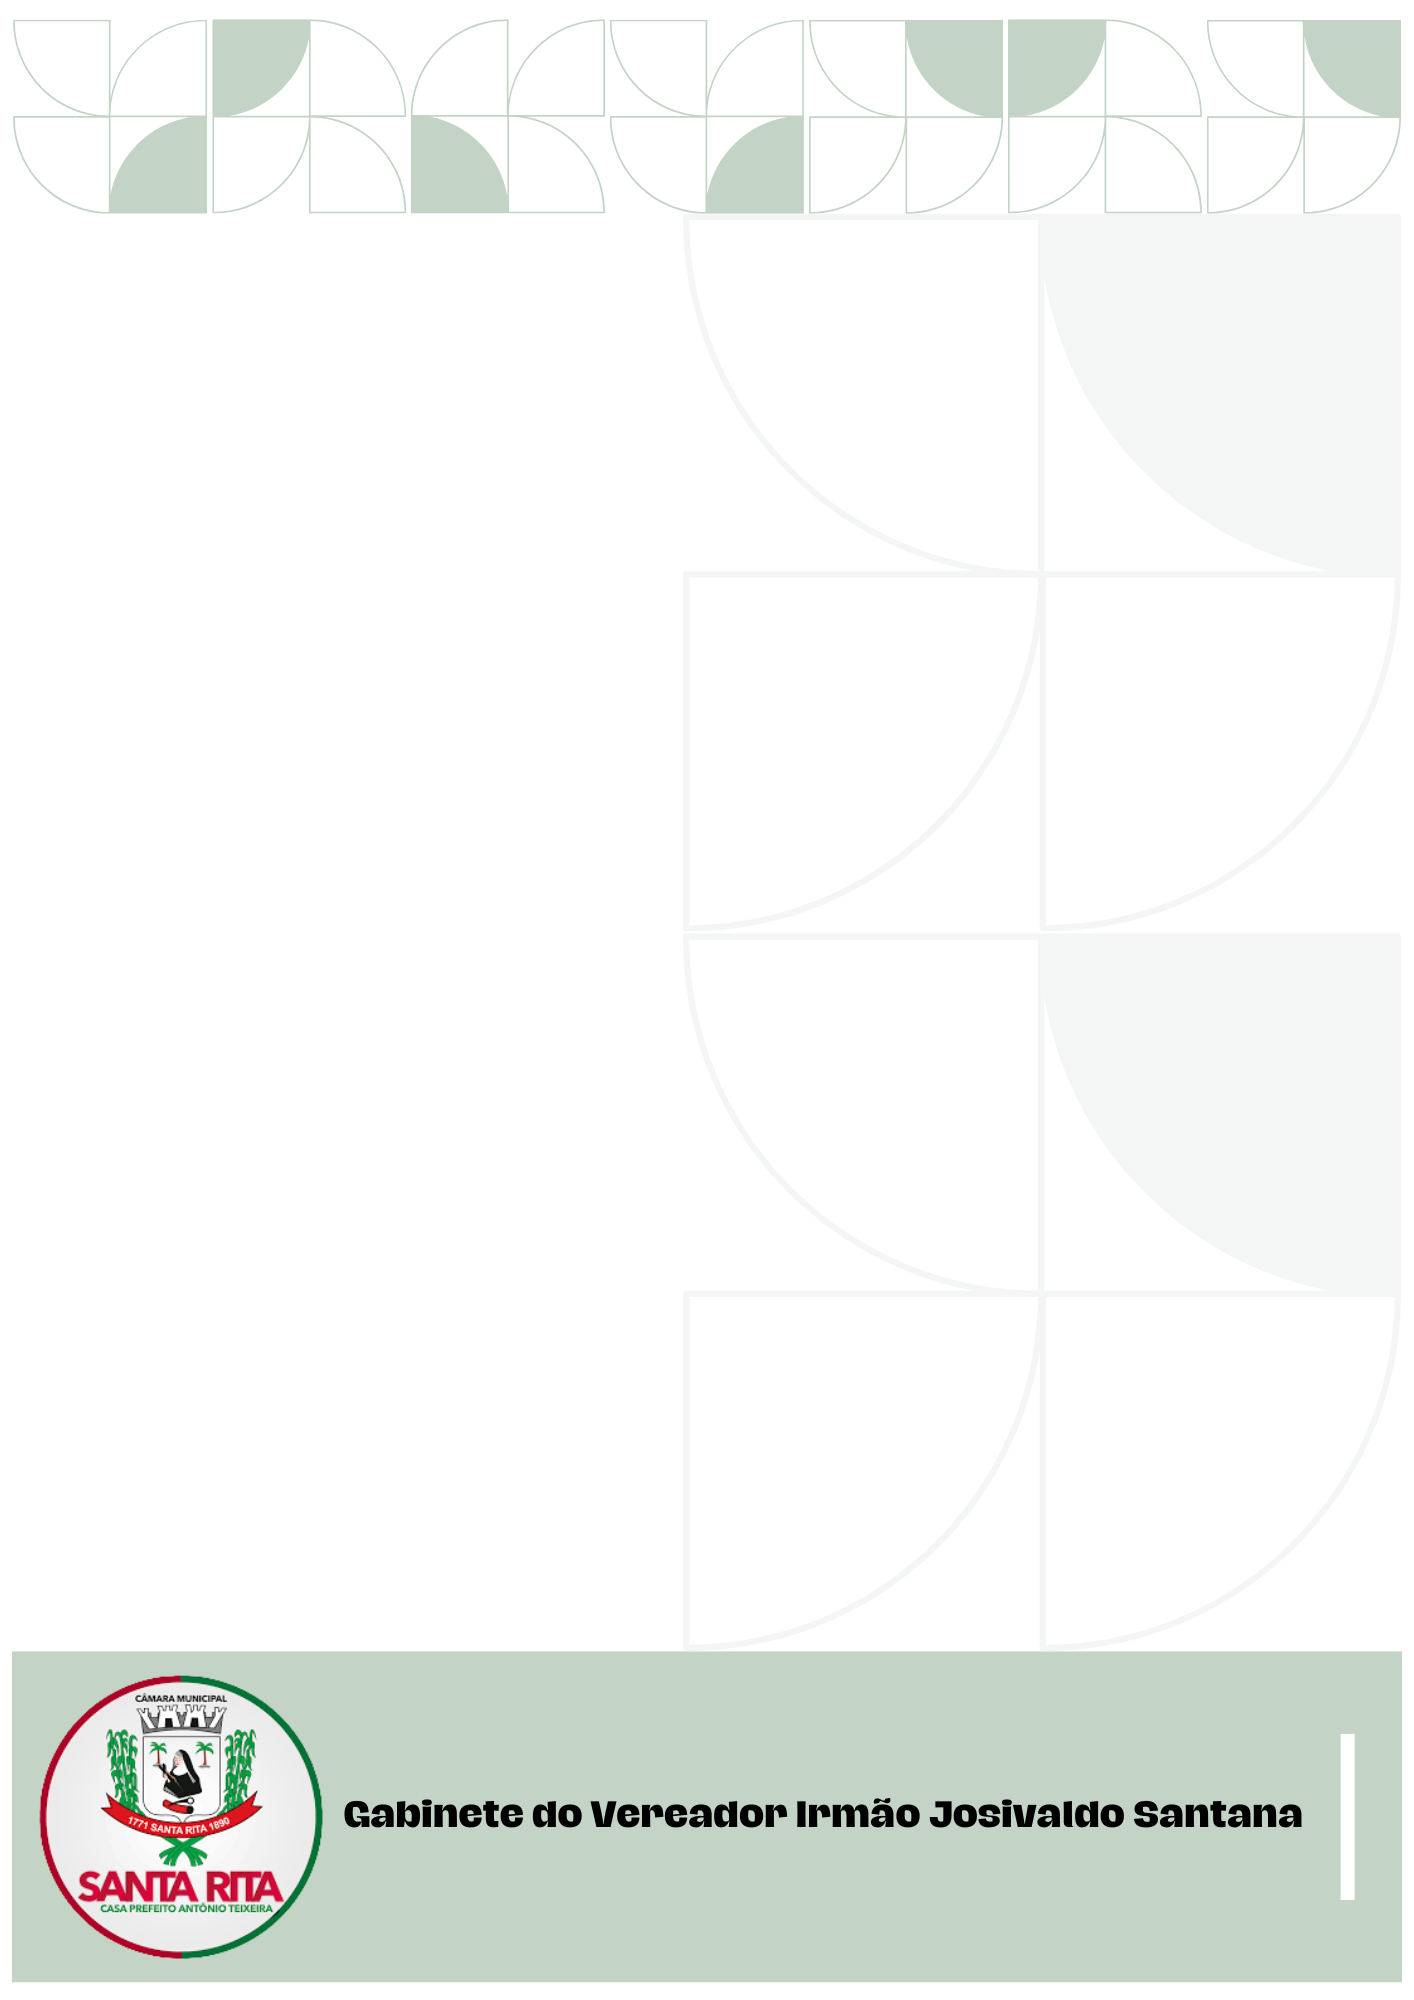 CÂMARA MUNICIPAL
1771 SANTA RITA 1890
SANTA RITA
CASA PREFEITO ANTÔNIO TEIXEIRA
Gabinete do Vereador Irmão Josivaldo Santana